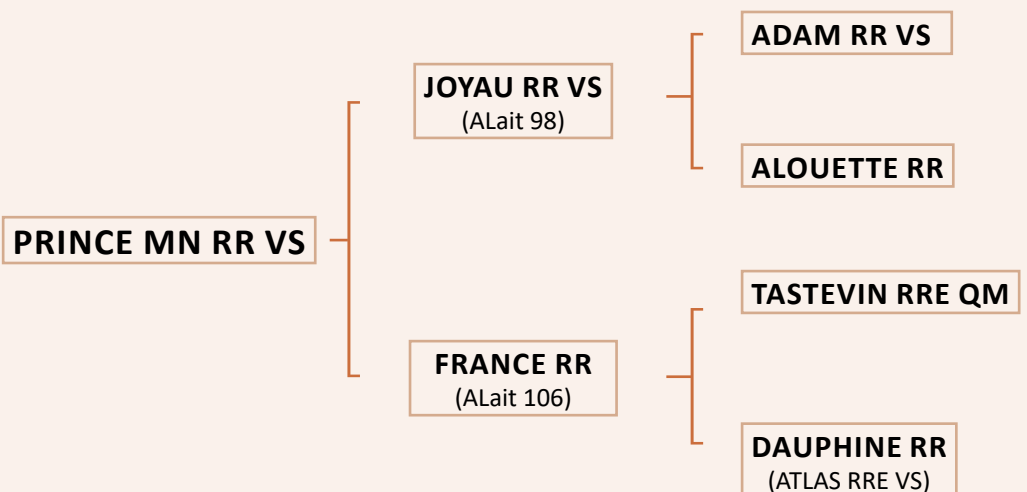 ADAM RR VS
JOYAU RR VS
(ALait 98)
ALOUETTE RR
PRINCE MN RR VS
TASTEVIN RRE QM
FRANCE RR
(ALait 106)
DAUPHINE RR
(ATLAS RRE VS)